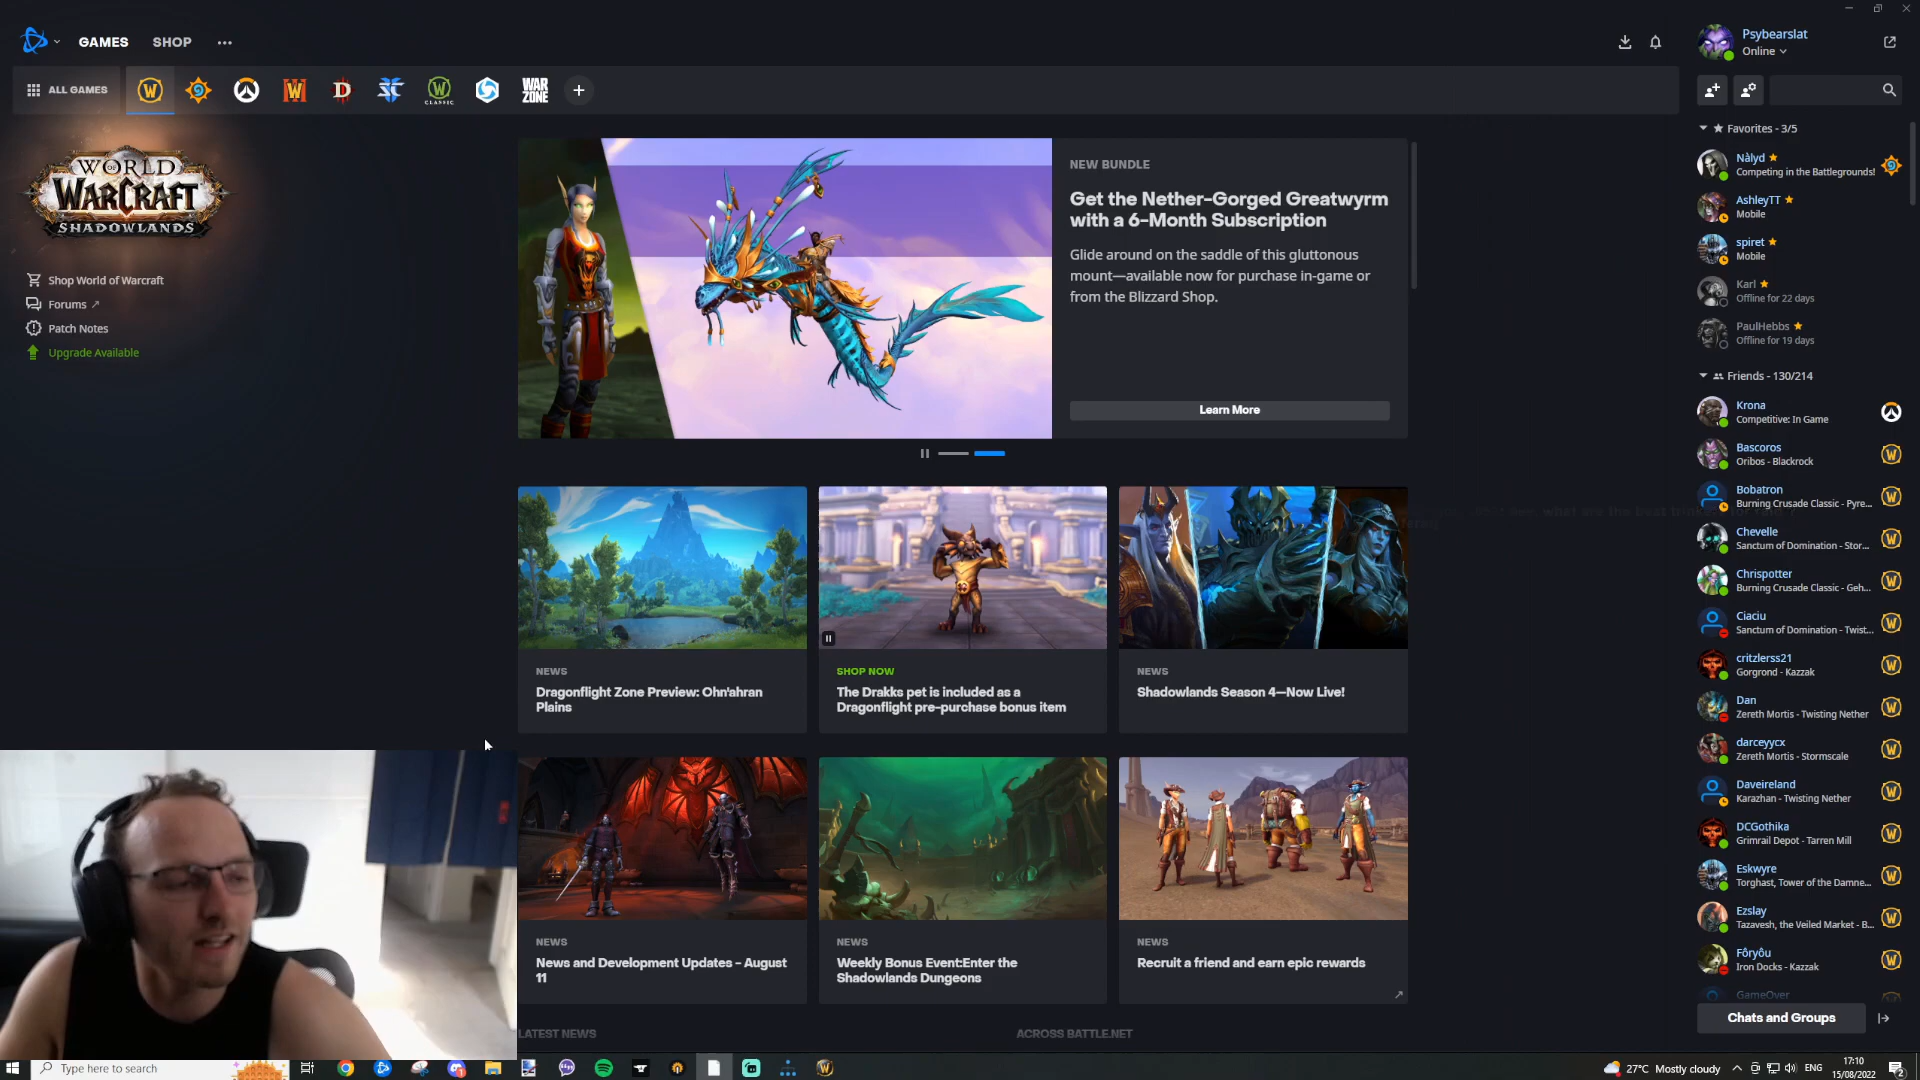 GAMES
SHOP
Psybearslat
Online
ALL GAMES
CLASSIC
WAR
ZONE
WORLD
OF
WARCRAFT
SHADOWLANDS
Shop World of Warcraft
Forums
Patch Notes
Upgrade Available
NEW BUNDLE
Get the Nether-Gorged Greatwyrm
with a 6-Month Subscription
Glide around on the saddle of this gluttonous
mount—available now for purchase in-game or
from the Blizzard Shop.
Learn More
NEWS
Dragonflight Zone Preview: Ohn'ahran
Plains
SHOP NOW
The Drakks pet is included as a
Dragonflight pre-purchase bonus item
NEWS
Shadowlands Season 4—Now Live!
NEWS
News and Development Updates – August
11
NEWS
Weekly Bonus Event:Enter the
Shadowlands Dungeons
NEWS
Recruit a friend and earn epic rewards
LATEST NEWS
ACROSS BATTLE.NET
Favorites - 3/5
Nàlyd
Competing in the Battlegrounds!
AshleyTT
Mobile
spiret
Mobile
Karl
Offline for 22 days
PaulHebbs
Offline for 19 days
Friends - 130/214
Krona
Competitive: In Game
Bascoros
Oribos - Blackrock
Bobatron
Burning Crusade Classic - Pyre...
Chevelle
Sanctum of Domination - Stor...
Chrispotter
Burning Crusade Classic - Geh...
Ciaciu
Sanctum of Domination - Twist...
critzlerss21
Gorgrond - Kazzak
Dan
Zereth Mortis - Twisting Nether
darceyycx
Zereth Mortis - Stormscale
Daveireland
Karazhan - Twisting Nether
DCGothika
Grimrail Depot - Tarren Mill
Eskwyre
Torghast, Tower of the Damne...
Ezslay
Tazavesh, the Veiled Market - B...
Fôryôu
Iron Docks - Kazzak
GameOver
Chats and Groups
Type here to search
27°C Mostly cloudy
ENG
17:10
15/08/2022
2